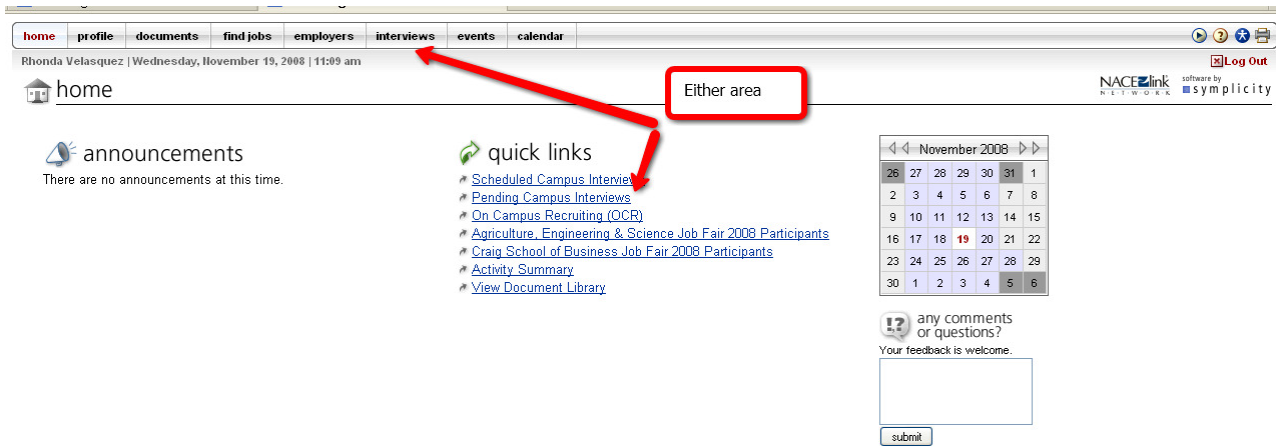 home profile documents find jobs employers interviews events calendar
Rhonda Velasquez | Wednesday, November 19, 2008 | 11:09 am
Log Out
home
NACElink
NETWORK
software by
symplicity
Either area
announcements
There are no announcements at this time.
quick links
Scheduled Campus Interviews
Pending Campus Interviews
On Campus Recruiting (OCR)
Agriculture, Engineering & Science Job Fair 2008 Participants
Craig School of Business Job Fair 2008 Participants
Activity Summary
View Document Library
November 2008
26 27 28 29 30 31 1
2 3 4 5 6 7 8
9 10 11 12 13 14 15
16 17 18 19 20 21 22
23 24 25 26 27 28 29
30 1 2 3 4 5 6
!? any comments
or questions?
Your feedback is welcome.
submit